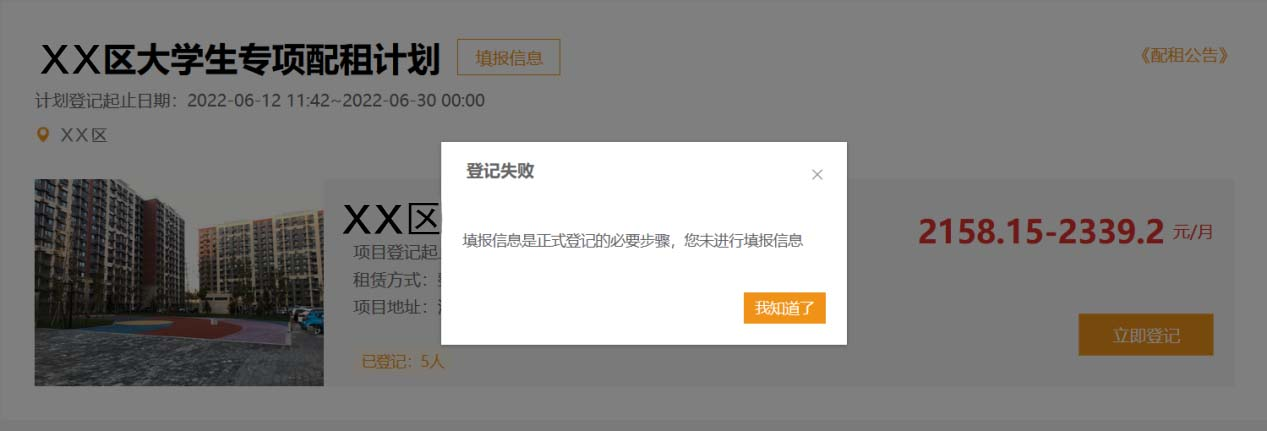 XX区大学生专项配租计划 填报信息 《配租公告》
计划登记起止日期：2022-06-12 11:42~2022-06-30 00:00
XX区
登记失败
XX区
2158.15-2339.2 元/月
填报信息是正式登记的必要步骤，您未进行填报信息
项目登记起
租赁方式：
项目地址：
我知道了
立即登记
已登记：5人